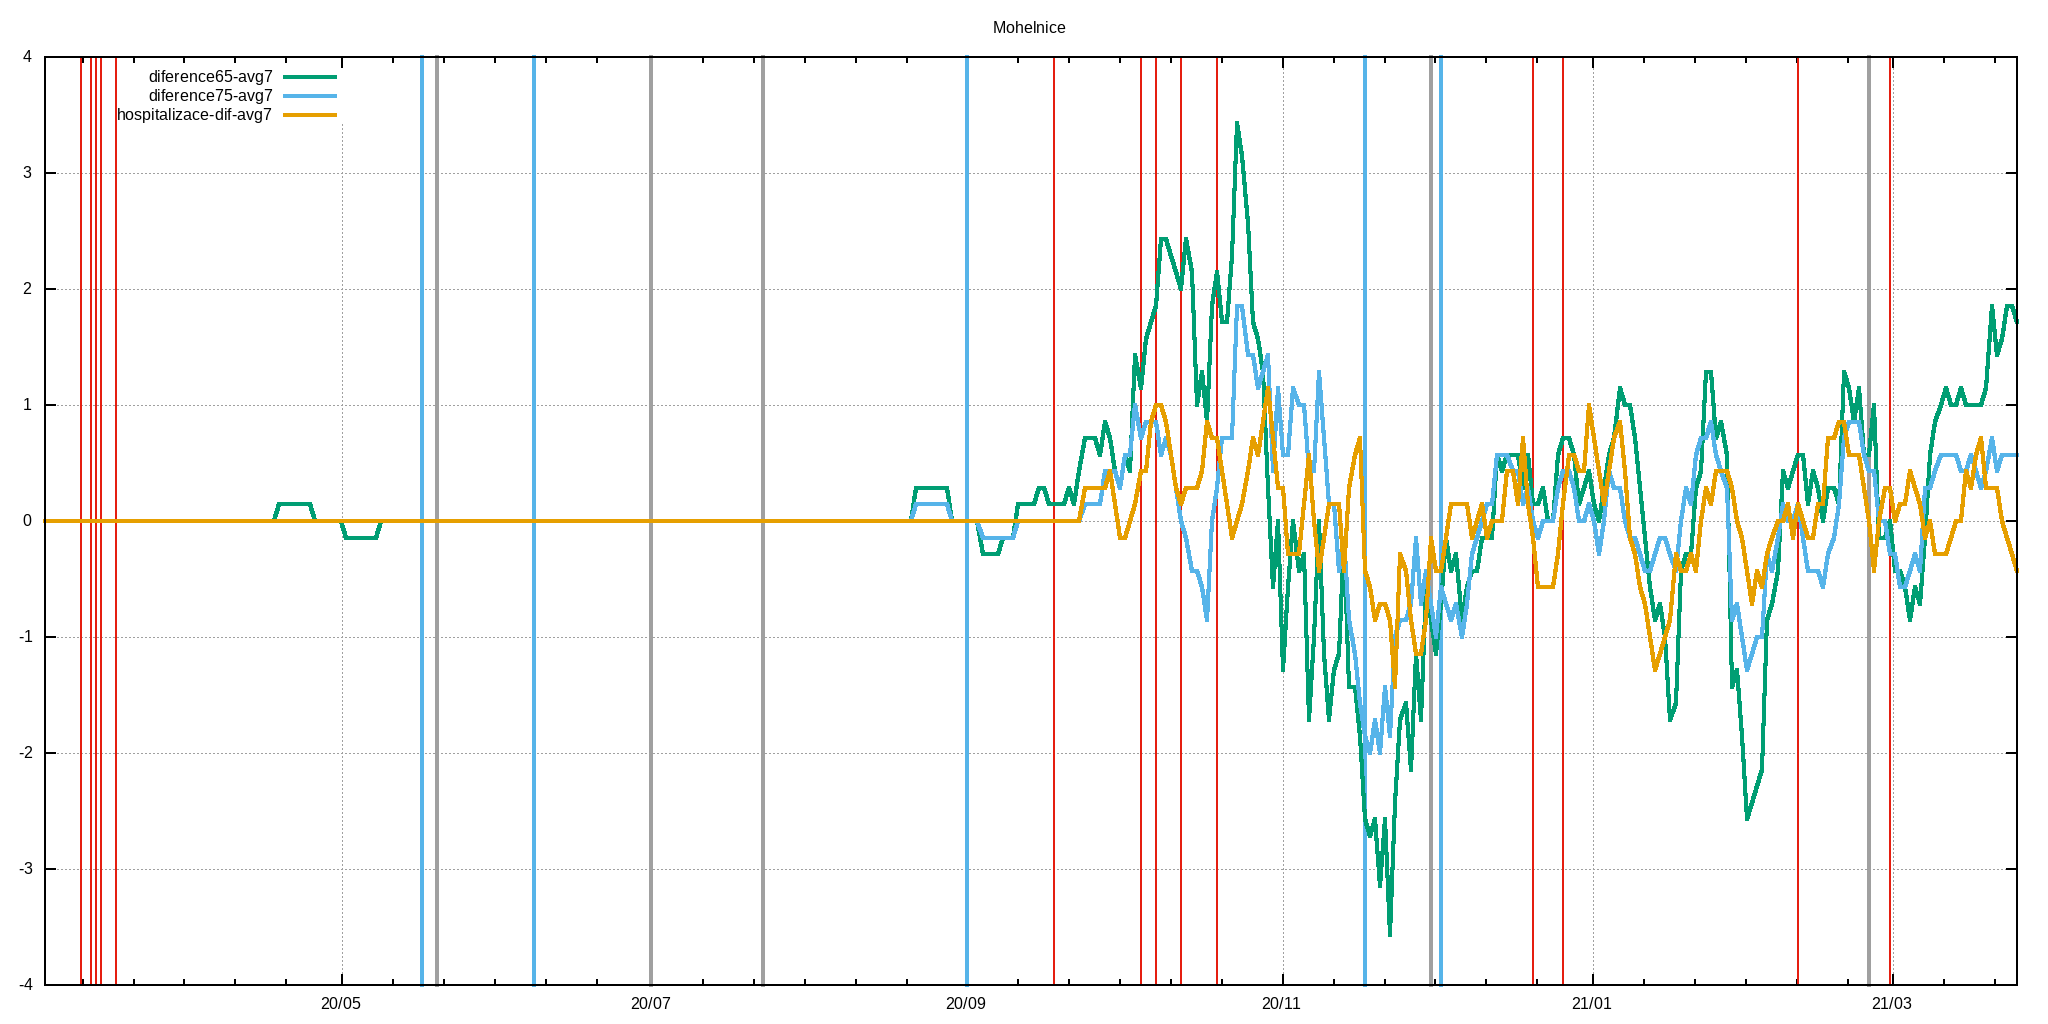 Mohelnice
diference65-avg7
diference75-avg7
hospitalizace-dif-avg7
4
3
2
1
0
-1
-2
-3
-4
20/05 20/07 20/09 20/11 21/01 21/03